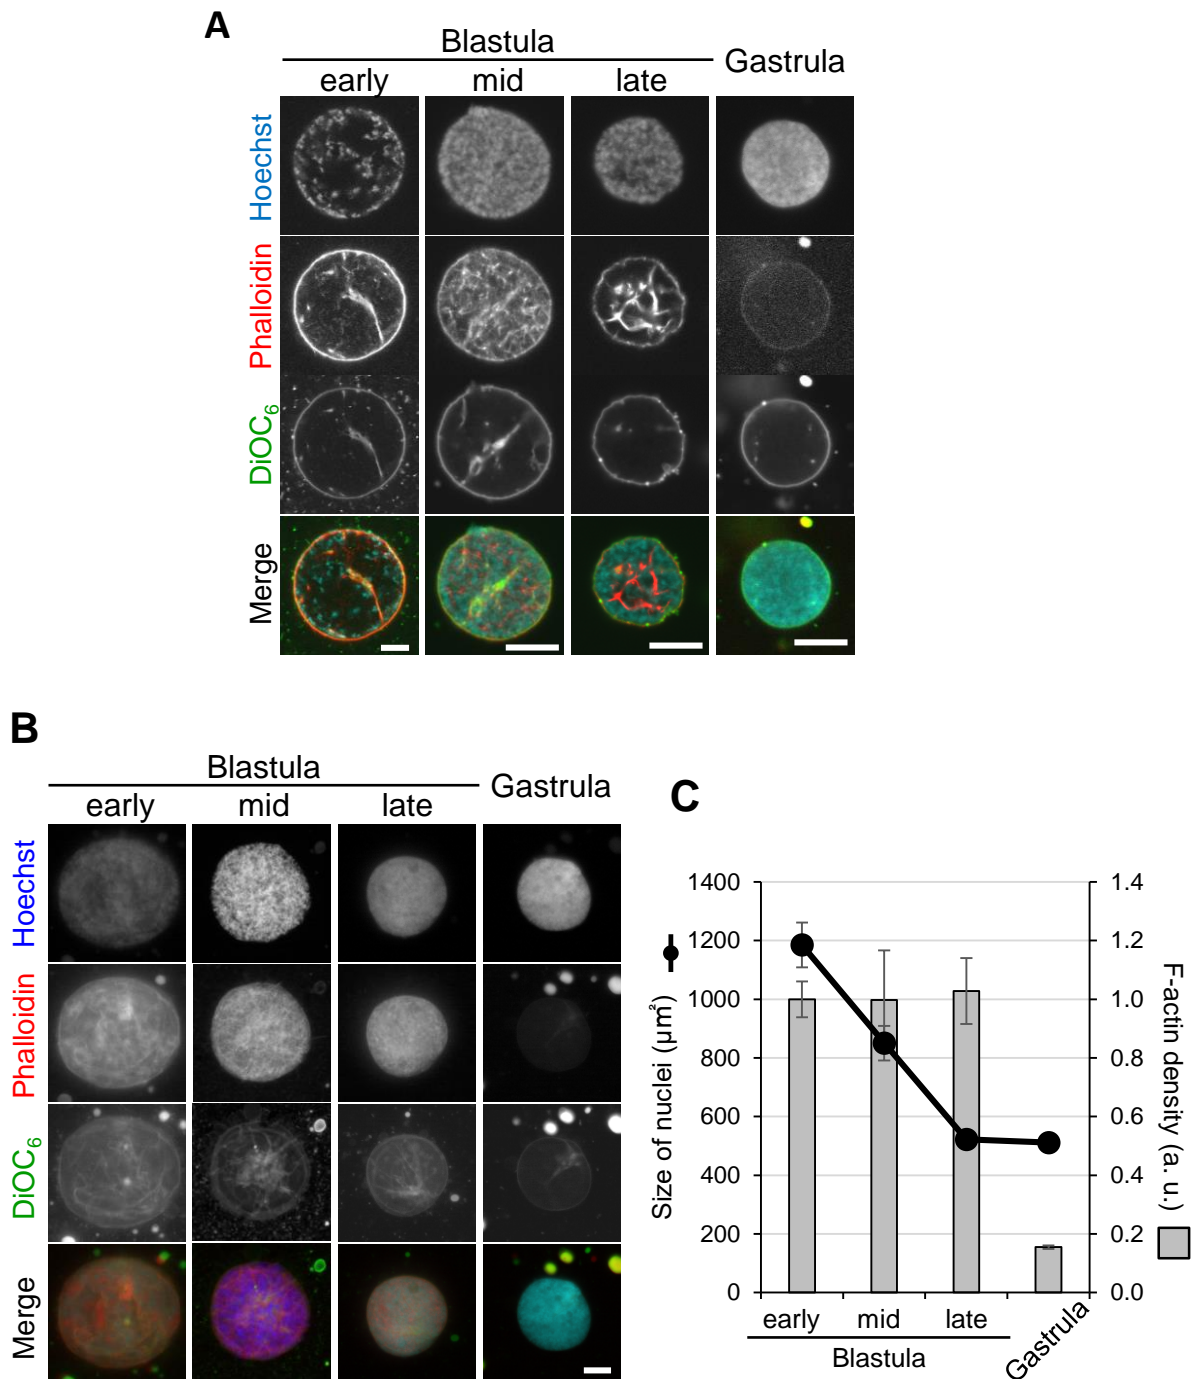 A
Blastula
Gastrula
early
mid
late
Hoechst
Phalloidin
DiOC₆
Merge
B
Blastula
Gastrula
early
mid
late
Hoechst
Phalloidin
DiOC₆
Merge
C
Size of nuclei (µm²)
1400
1200
1000
800
600
400
200
0
1.4
1.2
1.0
0.8
0.6
0.4
0.2
0.0
F-actin density (a. u.)
early
mid
late
Gastrula
Blastula